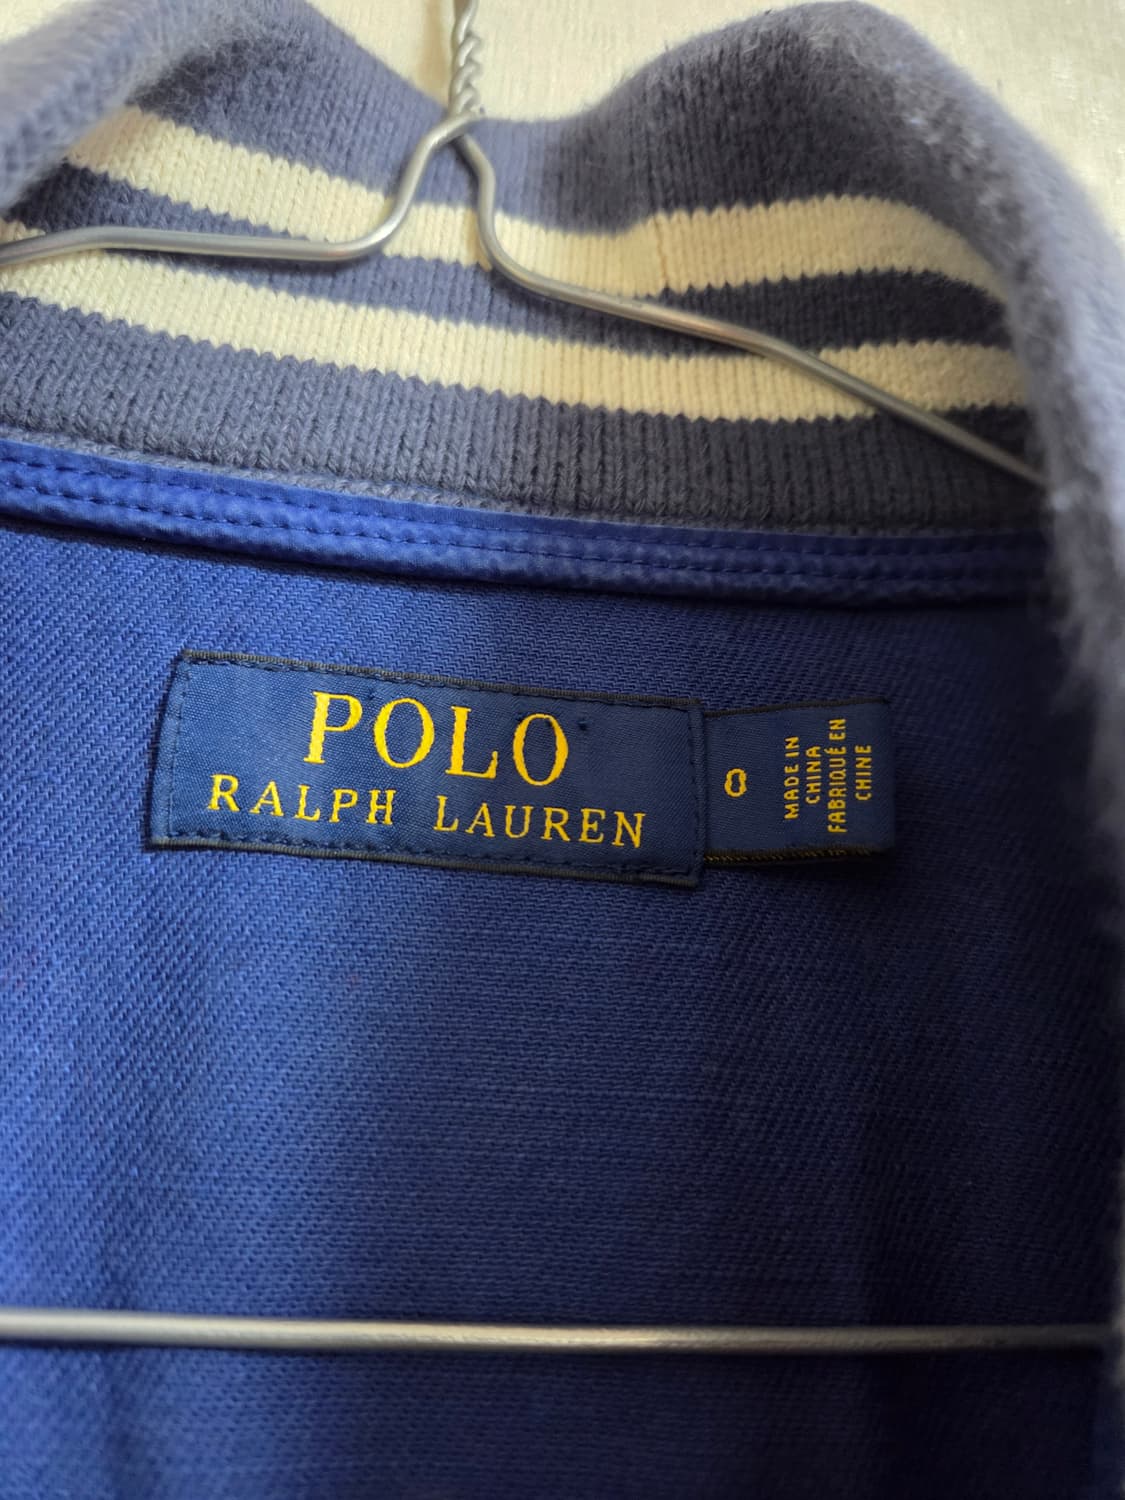 POLO
RALPH LAUREN
0
MADE IN
CHINA
FABRIQUÉ EN
CHINE